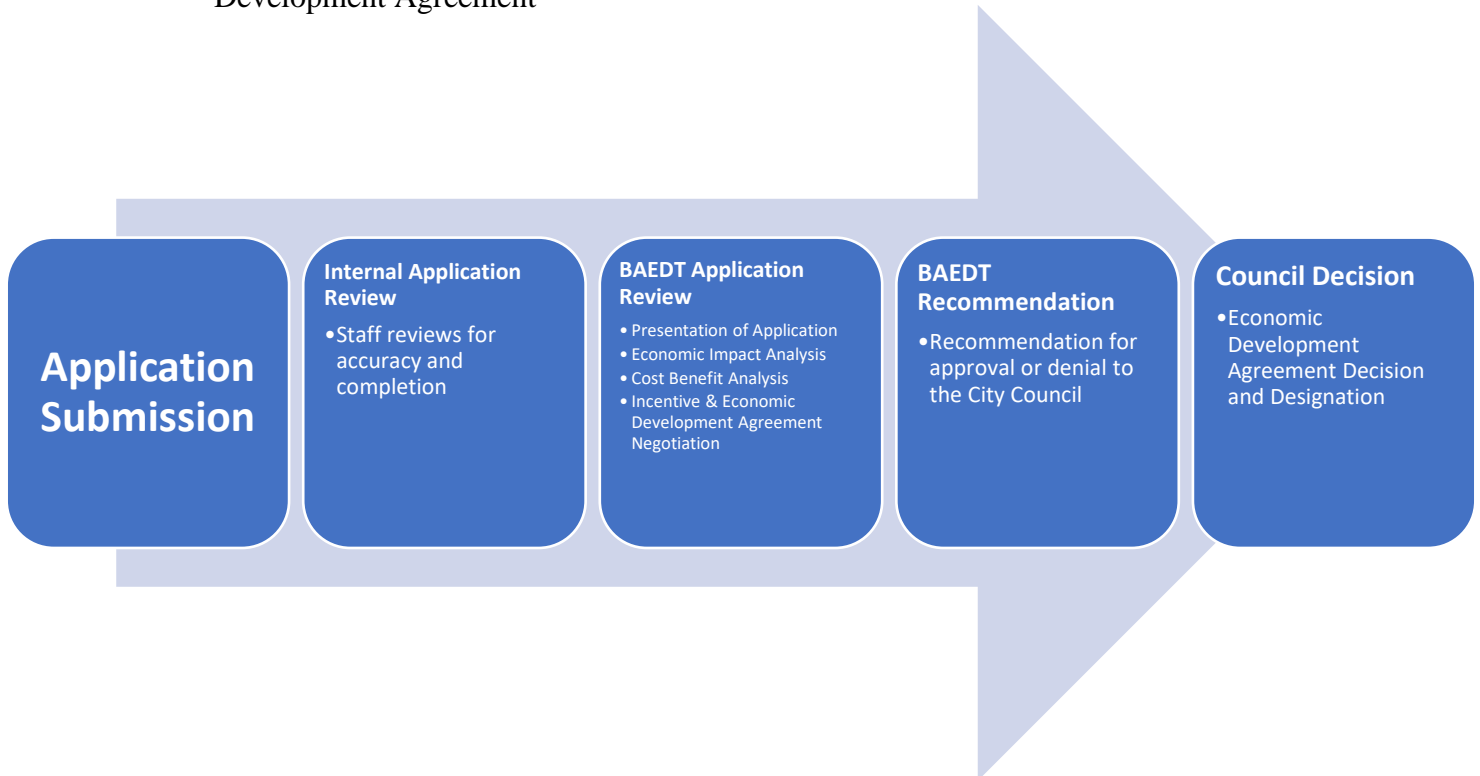 Development Agreement
Application
Submission
Internal Application
Review
•Staff reviews for
accuracy and
completion
BAEDT Application
Review
• Presentation of Application
• Economic Impact Analysis
• Cost Benefit Analysis
• Incentive & Economic
Development Agreement
Negotiation
BAEDT
Recommendation
•Recommendation for
approval or denial to
the City Council
Council Decision
•Economic
Development
Agreement Decision
and Designation